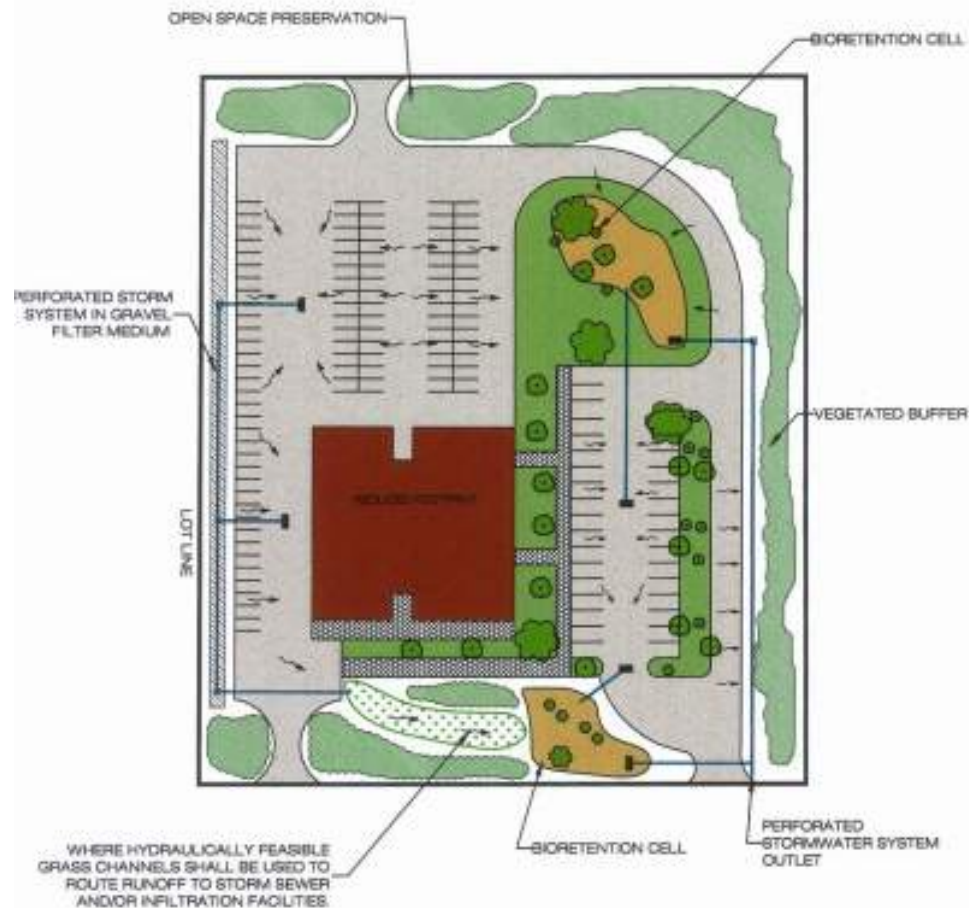 OPEN SPACE PRESERVATION
BIORETENTION CELL
PERFORATED STORM
SYSTEM IN GRAVEL
FILTER MEDIUM
VEGETATED BUFFER
LOT LINE
PERFORATED
STORMWATER SYSTEM
OUTLET
BIORETENTION CELL
WHERE HYDRAULICALLY FEASIBLE
GRASS CHANNELS SHALL BE USED TO
ROUTE RUNOFF TO STORM SEWER
AND/OR INFILTRATION FACILITIES.